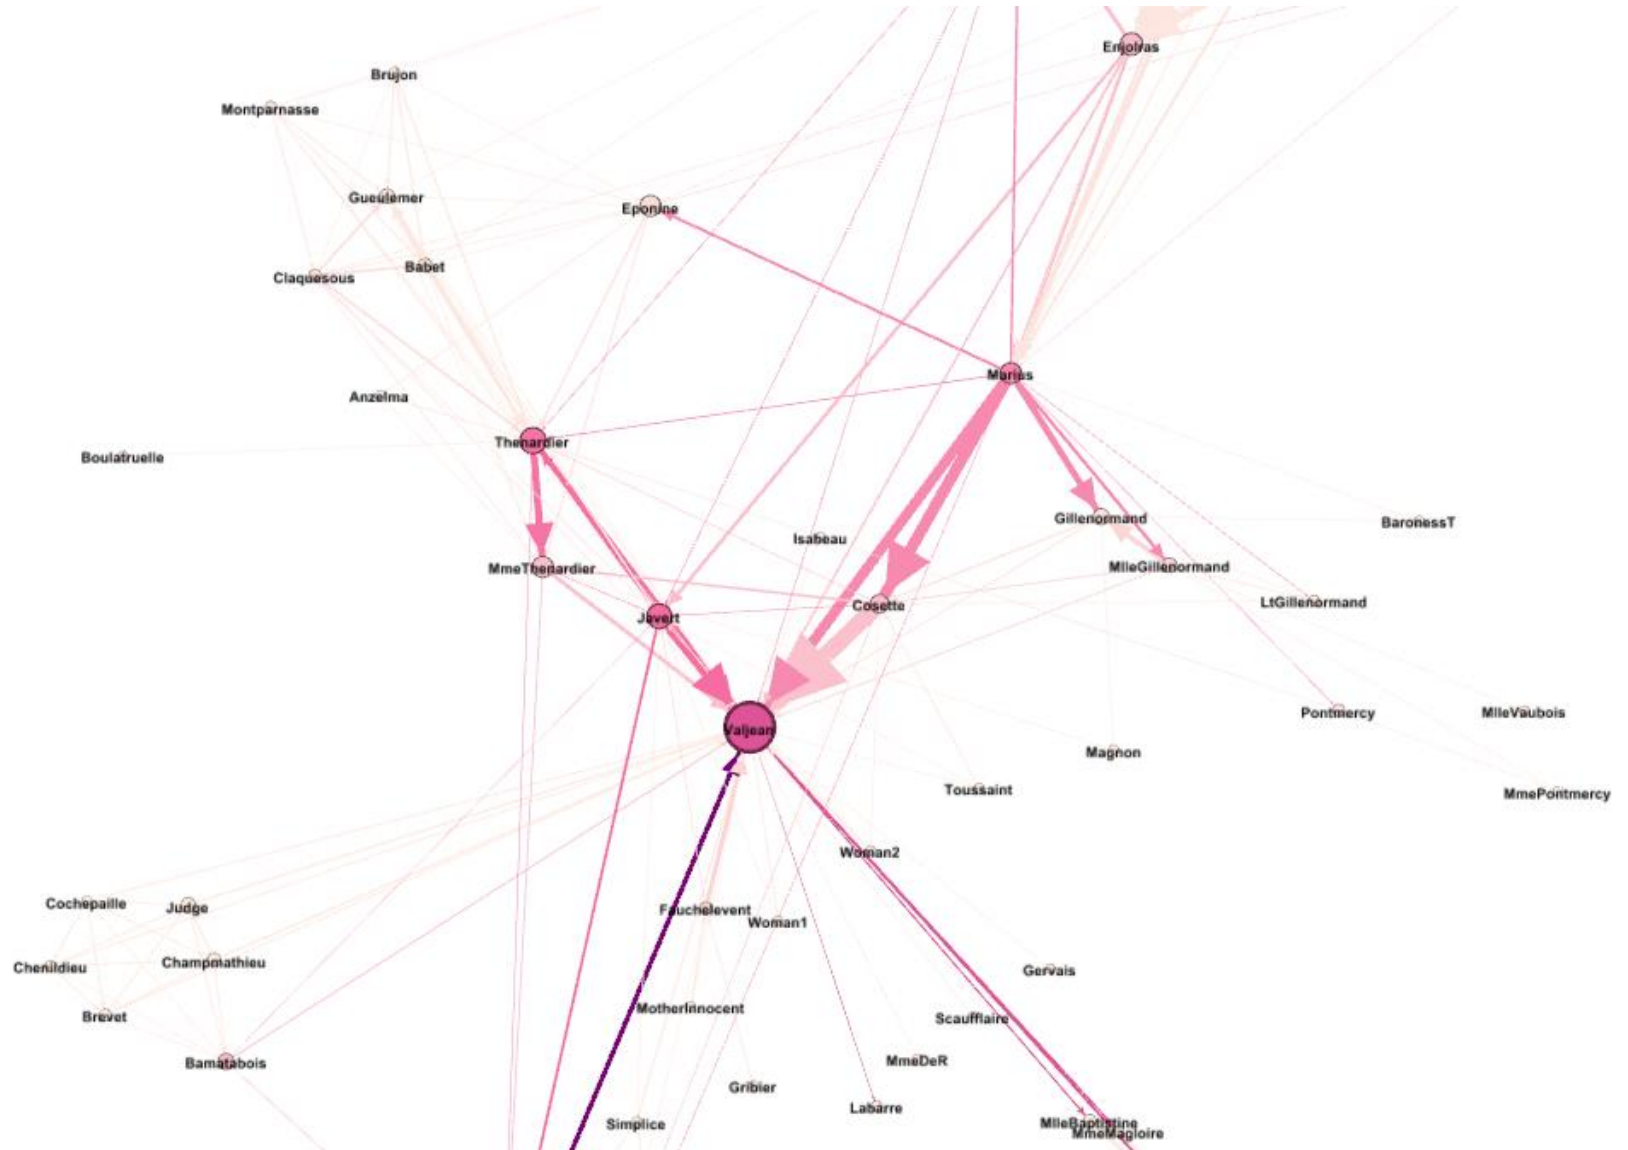 Enjolras
Brujon
Montparnasse
Gueulemer
Eponine
Babet
Claquesous
Marius
Anzelma
Thenardier
Boulatruelle
Gillenormand
BaronessT
Isabeau
MlleGillenormand
MmeThenardier
LtGillenormand
Cosette
Javert
Pontmercy
MlleVaubois
Valjean
Magnon
Toussaint
MmePontmercy
Woman2
Cochepaille
Judge
Fauchelevent
Woman1
Champmathieu
Chenildieu
Gervais
MotherInnocent
Brevet
Scaufflaire
MmeDeR
Bamatabois
Gribier
Labarre
Simplice
MlleBaptistine
MmeMagloire